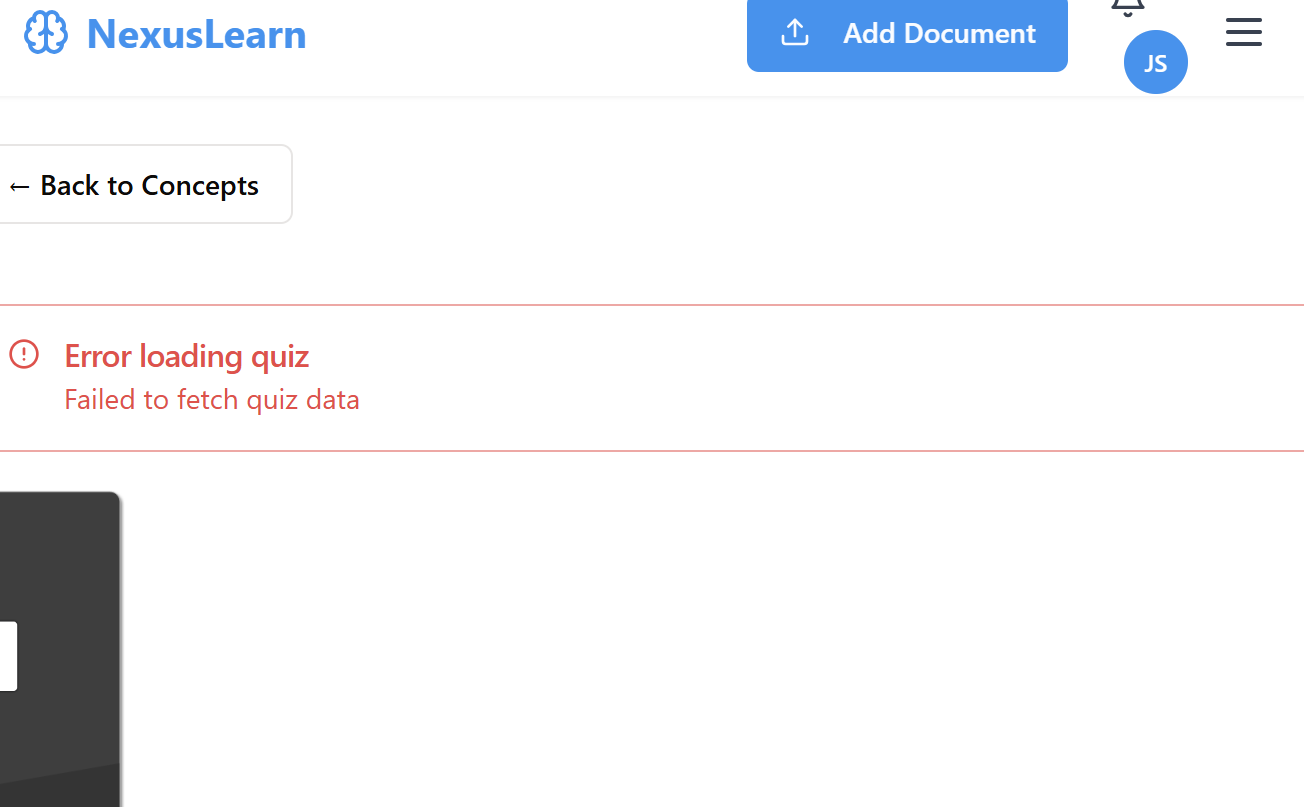 NexusLearn
Add Document
JS
← Back to Concepts
Error loading quiz
Failed to fetch quiz data